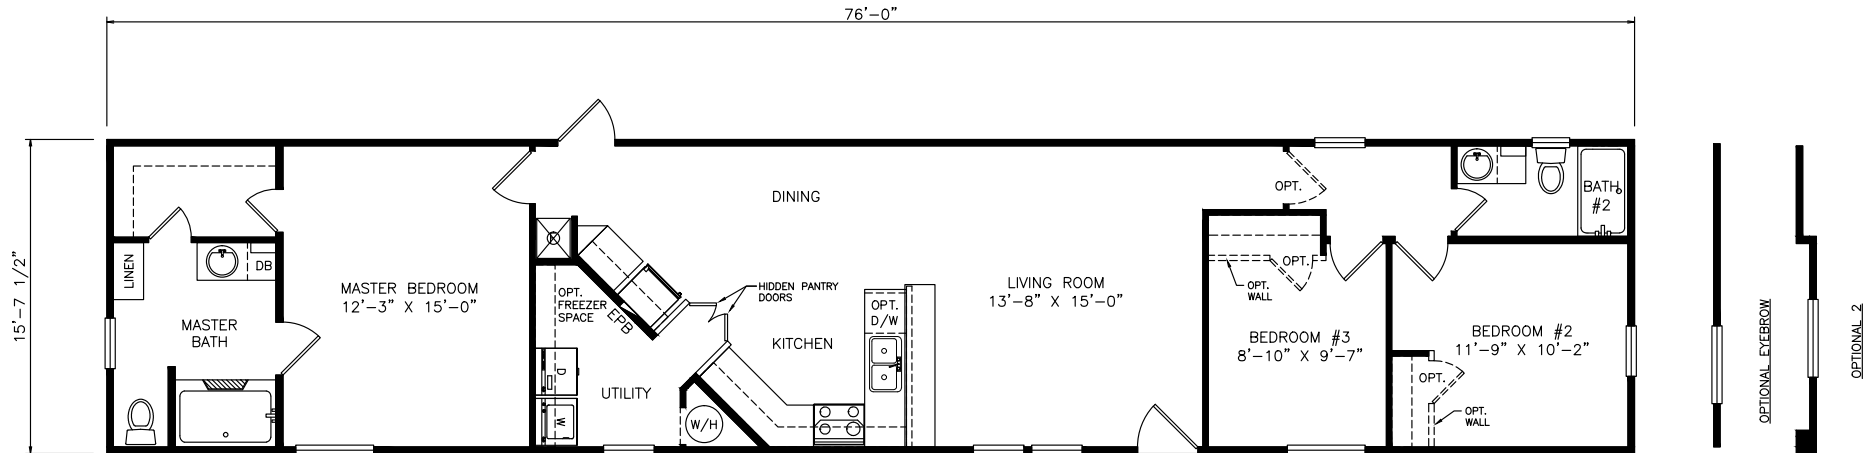 76'-0"
15'-7 1/2"
LINEN
DB
MASTER
BATH
MASTER BEDROOM
12'-3" X 15'-0"
OPT.
FREEZER
SPACE
EPB
D
W
UTILITY
W/H
HIDDEN PANTRY
DOORS
DINING
KITCHEN
OPT.
D/W
LIVING ROOM
13'-8" X 15'-0"
OPT.
OPT.
OPT.
WALL
BEDROOM #3
8'-10" X 9'-7"
BATH
#2
BEDROOM #2
11'-9" X 10'-2"
OPT.
OPT.
WALL
OPTIONAL EYEBROW
OPTIONAL 2